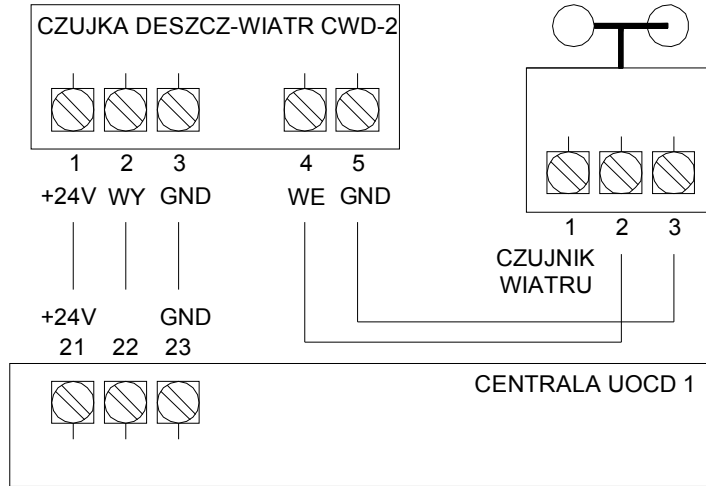 CZUJKA DESZCZ-WIATR CWD-2
1 2 3 4 5
+24V WY GND WE GND
1 2 3
CZUJNIK
WIATRU
+24V GND
21 22 23
CENTRALA UOCD 1